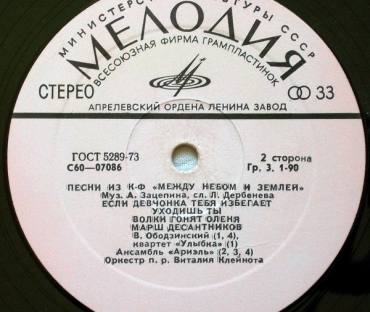 МИНИСТЕРСТВО КУЛЬТУРЫ СССР
МЕЛОДИЯ
ВСЕСОЮЗНАЯ ФИРМА ГРАМПЛАСТИНОК
СТЕРЕО 33
АПРЕЛЕВСКИЙ ОРДЕНА ЛЕНИНА ЗАВОД
ГОСТ 5289-73 2 сторона
С60—07086 Гр. 3. 1-90
ПЕСНИ ИЗ К-Ф «МЕЖДУ НЕБОМ И ЗЕМЛЕЙ»
Муз. А. Зацепина, сл. Л. Дербенева
ЕСЛИ ДЕВЧОНКА ТЕБЯ ИЗБЕГАЕТ
УХОДИШЬ ТЫ
ВОЛКИ ГОНЯТ ОЛЕНЯ
МАРШ ДЕСАНТНИКОВ
В. Ободзинский (1, 4),
квартет «Улыбка» (1)
Ансамбль «Ариэль» (2, 3, 4)
Оркестр п. р. Виталия Клейнота